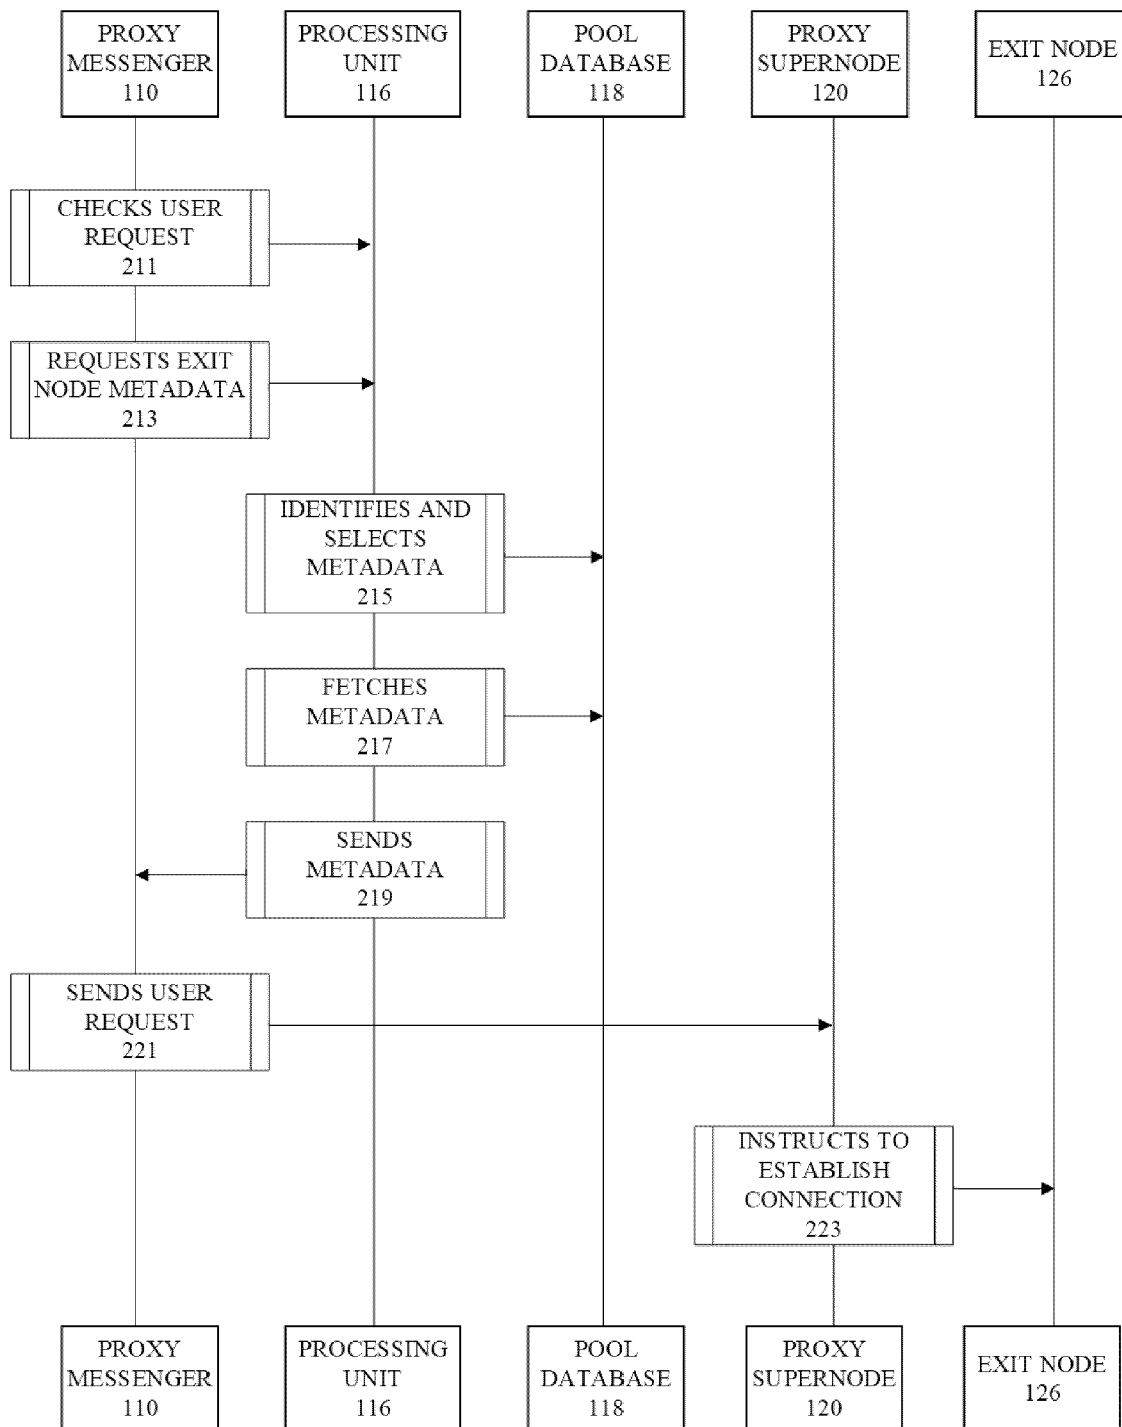 PROXY
MESSENGER
110
PROCESSING
UNIT
116
POOL
DATABASE
118
PROXY
SUPERNODE
120
EXIT NODE
126
CHECKS USER
REQUEST
211
REQUESTS EXIT
NODE METADATA
213
IDENTIFIES AND
SELECTS
METADATA
215
FETCHES
METADATA
217
SENDS
METADATA
219
SENDS USER
REQUEST
221
INSTRUCTS TO
ESTABLISH
CONNECTION
223
PROXY
MESSENGER
110
PROCESSING
UNIT
116
POOL
DATABASE
118
PROXY
SUPERNODE
120
EXIT NODE
126